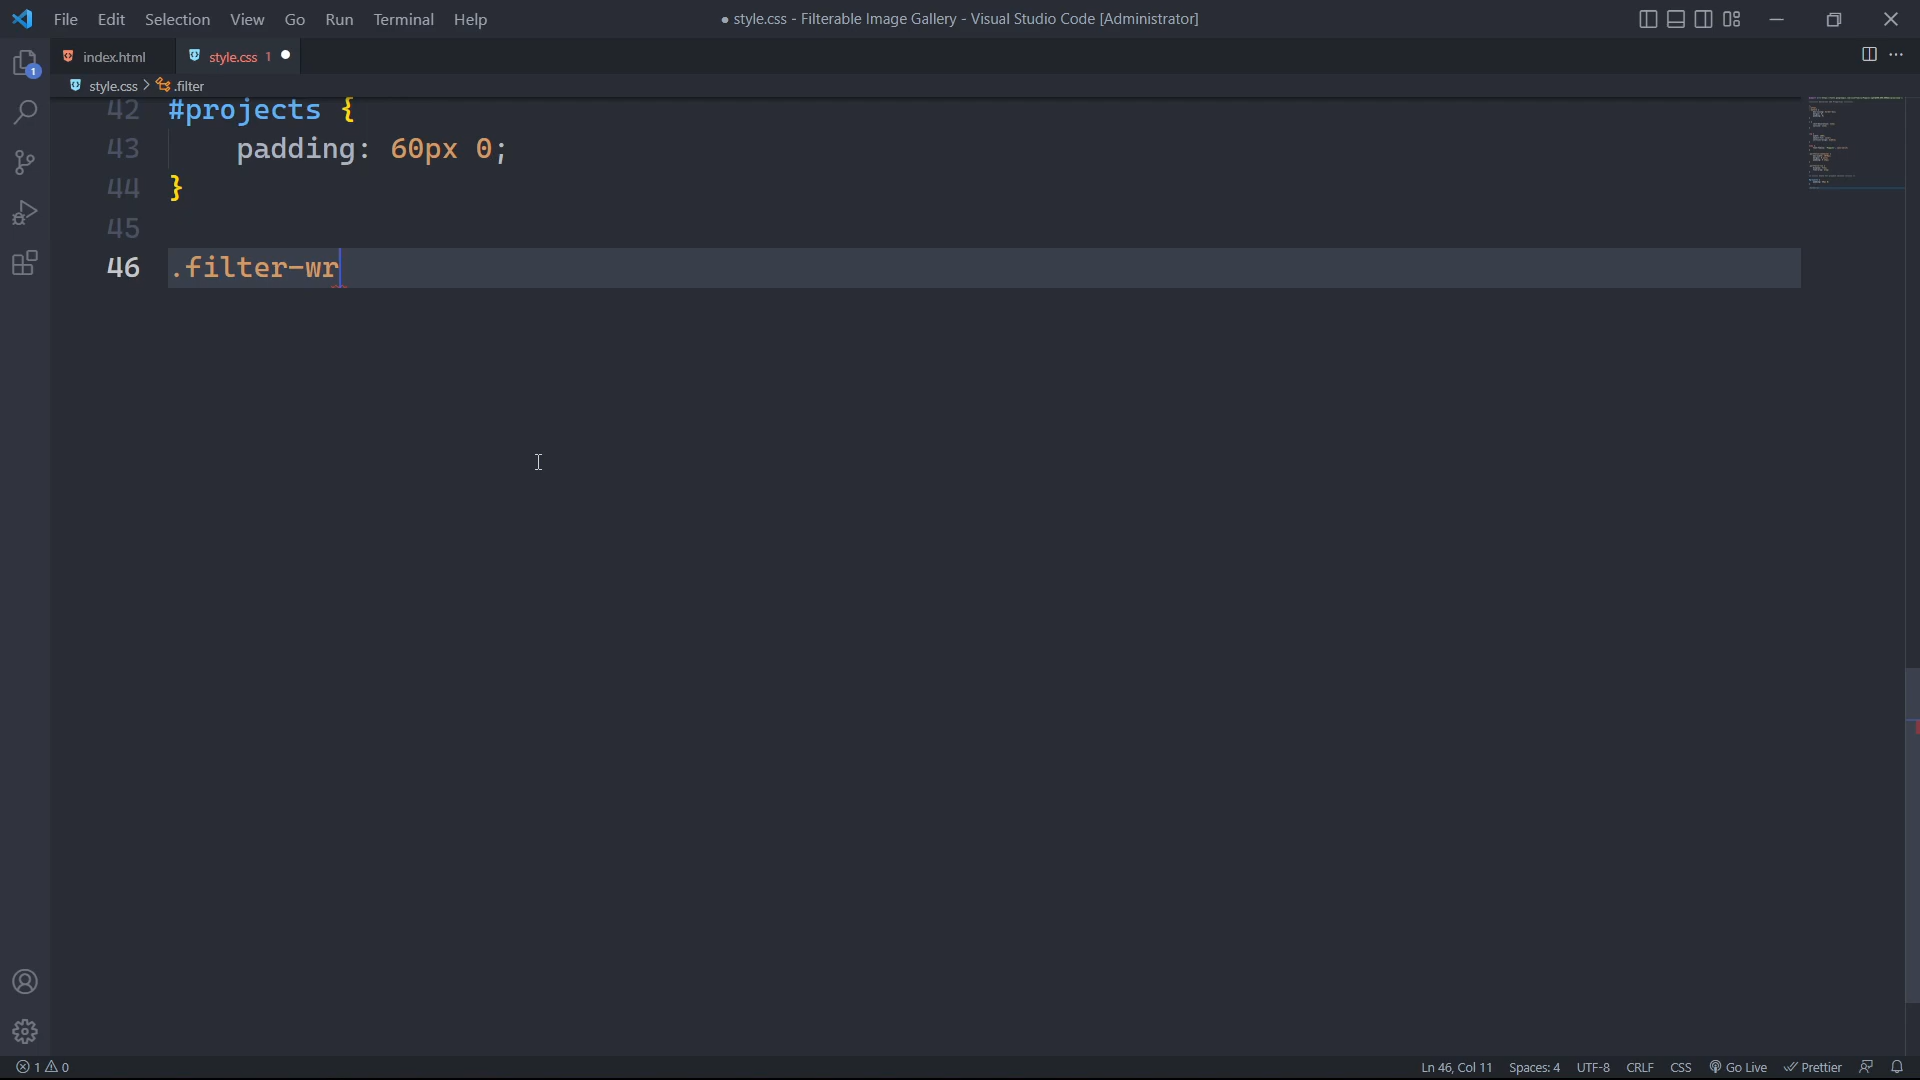 File Edit Selection View Go Run Terminal Help
● style.css - Filterable Image Gallery - Visual Studio Code [Administrator]
index.html
style.css 1
style.css > .filter
42 #projects {
43 padding: 60px 0;
44 }
45
46 .filter-wr
1
1 0
Ln 46, Col 11 Spaces: 4 UTF-8 CRLF CSS Go Live Prettier